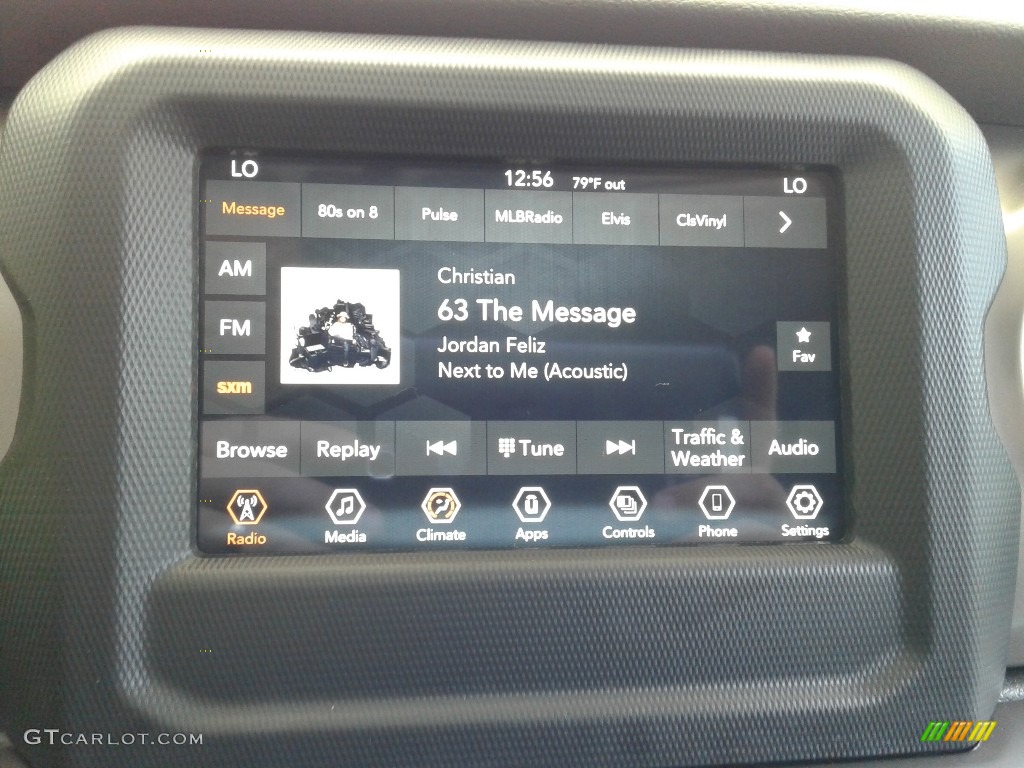 LO 12:56 79°F out LO
Message 80s on 8 Pulse MLBRadio Elvis ClsVinyl
AM
FM
sxm
Christian
63 The Message
Jordan Feliz
Next to Me (Acoustic)
Fav
Browse Replay Tune Traffic & Weather Audio
Radio Media Climate Apps Controls Phone Settings
GTCARLOT.COM